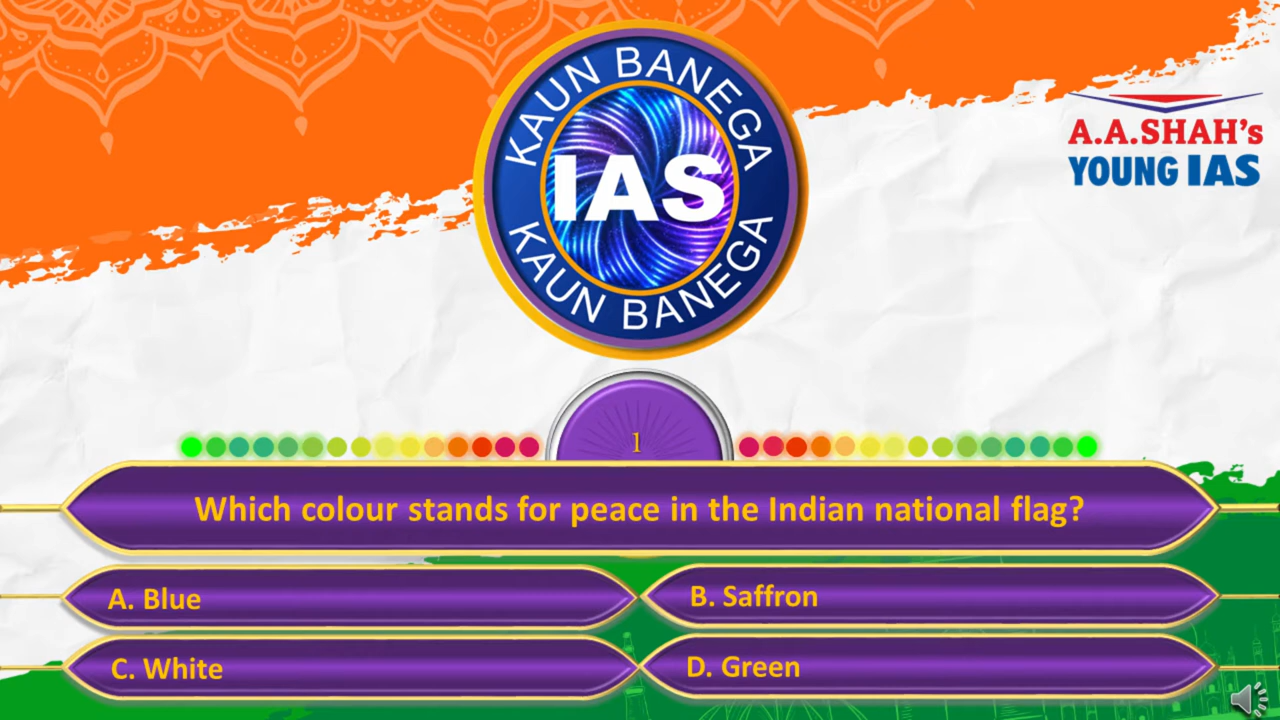 KAUN BANEGA
IAS
KAUN BANEGA
A.A.SHAH's
YOUNG IAS
1
Which colour stands for peace in the Indian national flag?
A. Blue
B. Saffron
C. White
D. Green